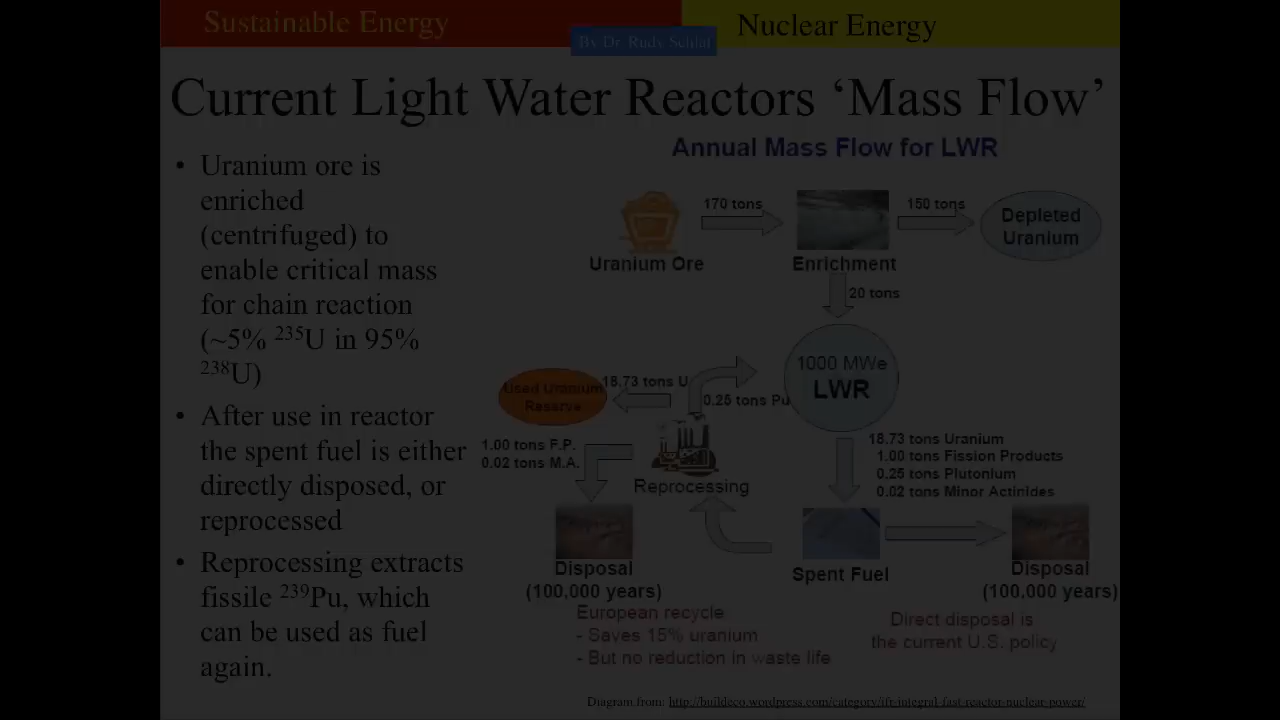 Sustainable Energy
Nuclear Energy
By Dr. Rudy Schlaf
Current Light Water Reactors ‘Mass Flow’
• Uranium ore is
enriched
(centrifuged) to
enable critical mass
for chain reaction
(~5% ²³⁵U in 95%
²³⁸U)
• After use in reactor
the spent fuel is either
directly disposed, or
reprocessed
• Reprocessing extracts
fissile ²³⁹Pu, which
can be used as fuel
again.
Annual Mass Flow for LWR
170 tons
150 tons
Depleted
Uranium
Uranium Ore
Enrichment
20 tons
1000 MWe
LWR
Used Uranium
Reserve
18.73 tons U
0.25 tons Pu
1.00 tons F.P.
0.02 tons M.A.
Reprocessing
18.73 tons Uranium
1.00 tons Fission Products
0.25 tons Plutonium
0.02 tons Minor Actinides
Disposal
(100,000 years)
Spent Fuel
Disposal
(100,000 years)
European recycle
- Saves 15% uranium
- But no reduction in waste life
Direct disposal is
the current U.S. policy
Diagram from: http://buildeco.wordpress.com/category/ifr-integral-fast-reactor-nuclear-power/